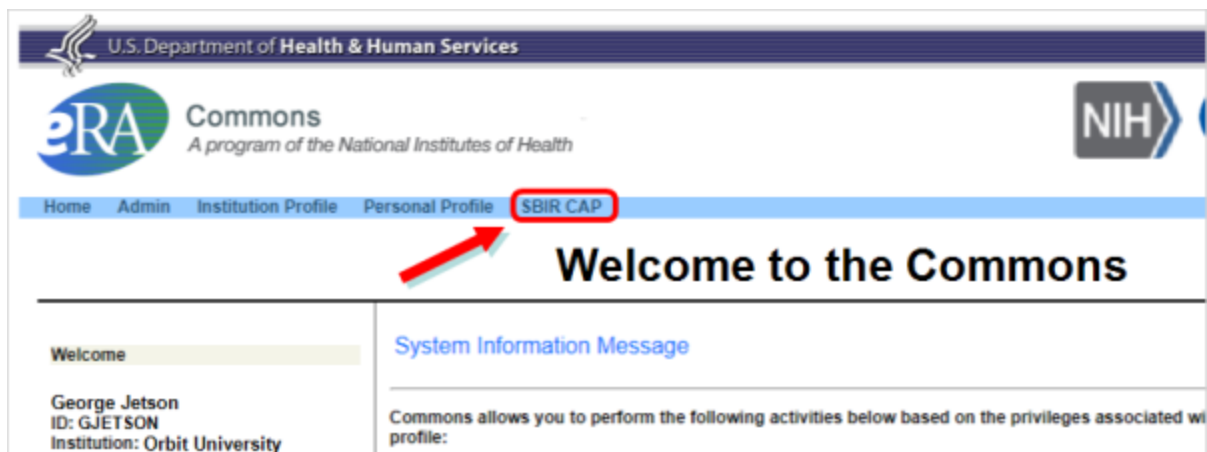 U.S. Department of Health & Human Services
eRA
Commons
A program of the National Institutes of Health
NIH
Home Admin Institution Profile Personal Profile SBIR CAP
Welcome to the Commons
Welcome
System Information Message
George Jetson
ID: GJETSON
Institution: Orbit University
Commons allows you to perform the following activities below based on the privileges associated wi
profile: